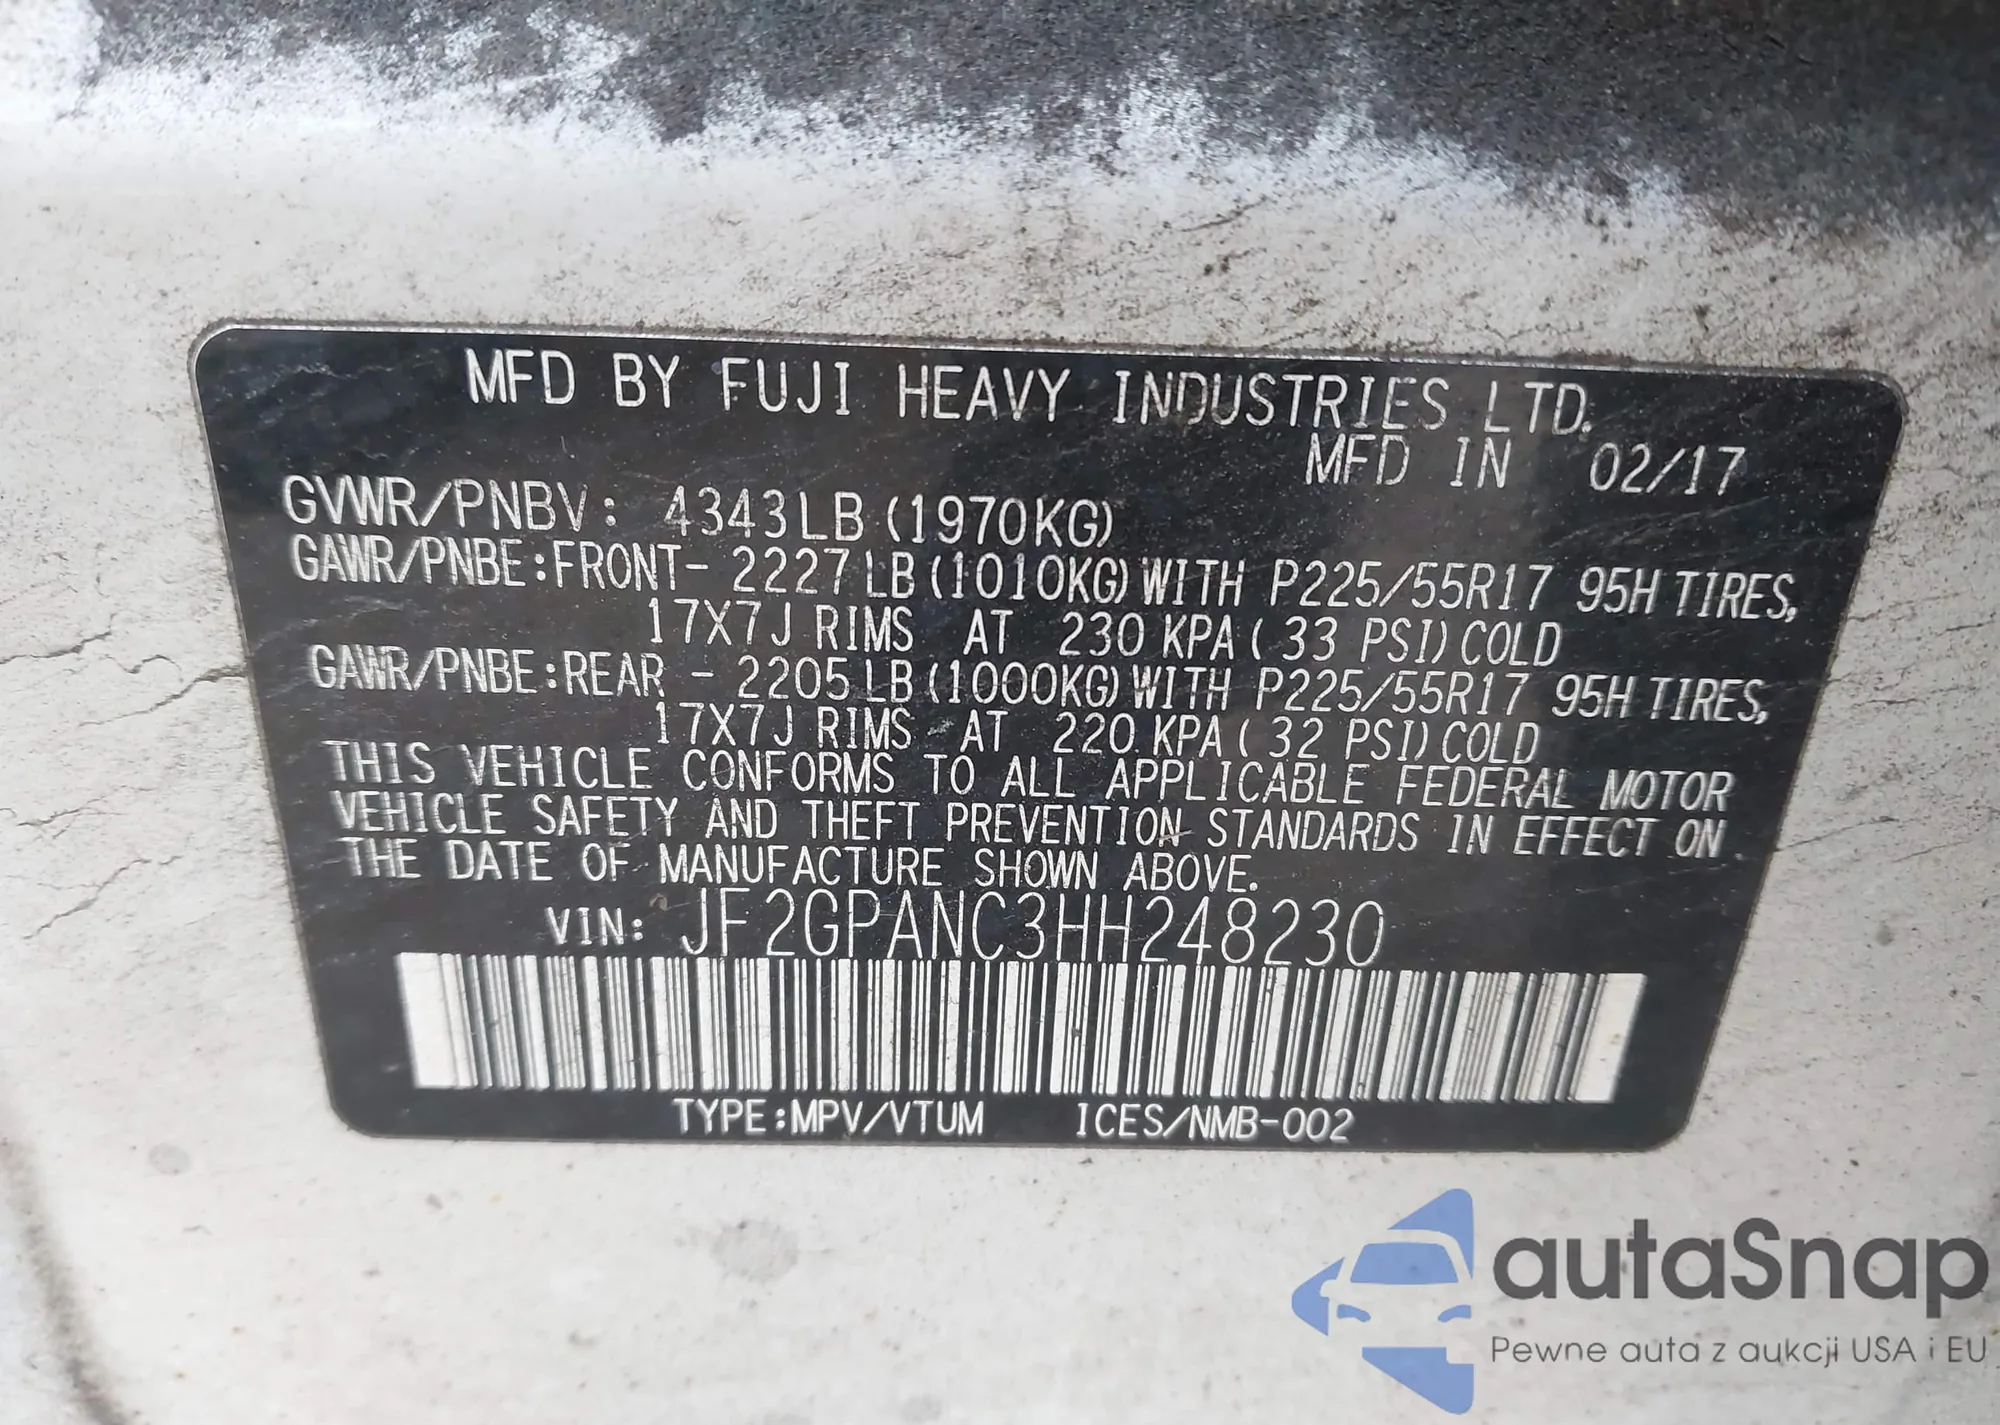 MFD BY FUJI HEAVY INDUSTRIES LTD.
MFD IN 02/17
GVWR/PNBV: 4343LB (1970KG)
GAWR/PNBE:FRONT- 2227LB(1010KG)WITH P225/55R17 95H TIRES,
17X7J RIMS AT 230 KPA( 33 PSI)COLD
GAWR/PNBE:REAR - 2205LB(1000KG)WITH P225/55R17 95H TIRES,
17X7J RIMS AT 220 KPA( 32 PSI)COLD
THIS VEHICLE CONFORMS TO ALL APPLICABLE FEDERAL MOTOR
VEHICLE SAFETY AND THEFT PREVENTION STANDARDS IN EFFECT ON
THE DATE OF MANUFACTURE SHOWN ABOVE.
VIN: JF2GPANC3HH248230
TYPE:MPV/VTUM ICES/NMB-002
autaSnap
Pewne auta z aukcji USA i EU